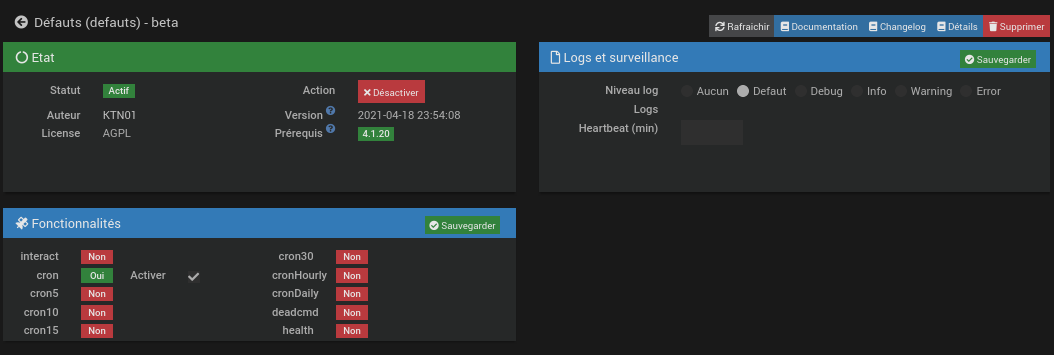 Défauts (defauts) - beta
Rafraichir Documentation Changelog Détails Supprimer
Etat
Statut Actif Action Désactiver
Auteur KTN01 Version ? 2021-04-18 23:54:08
License AGPL Prérequis ? 4.1.20
Logs et surveillance Sauvegarder
Niveau log Aucun Defaut Debug Info Warning Error
Logs
Heartbeat (min)
Fonctionnalités Sauvegarder
interact Non cron30 Non
cron Oui Activer cronHourly Non
cron5 Non cronDaily Non
cron10 Non deadcmd Non
cron15 Non health Non